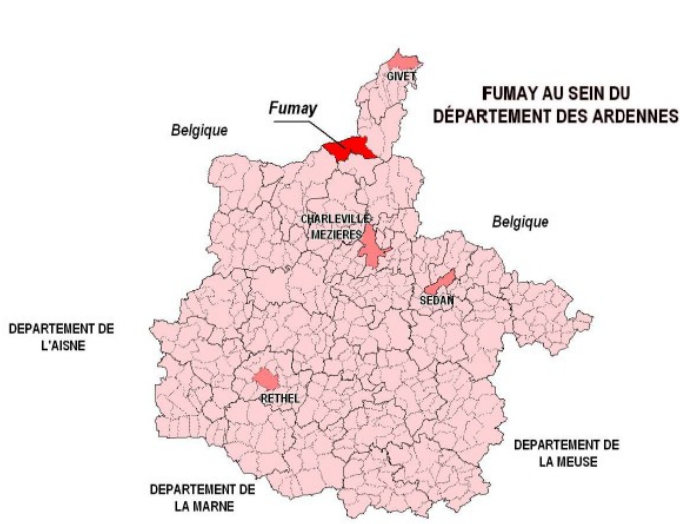 GIVET
FUMAY AU SEIN DU
DÉPARTEMENT DES ARDENNES
Fumay
Belgique
CHARLEVILLE-
MEZIERES
Belgique
SEDAN
DEPARTEMENT DE
L'AISNE
RETHEL
DEPARTEMENT DE
LA MEUSE
DEPARTEMENT DE
LA MARNE